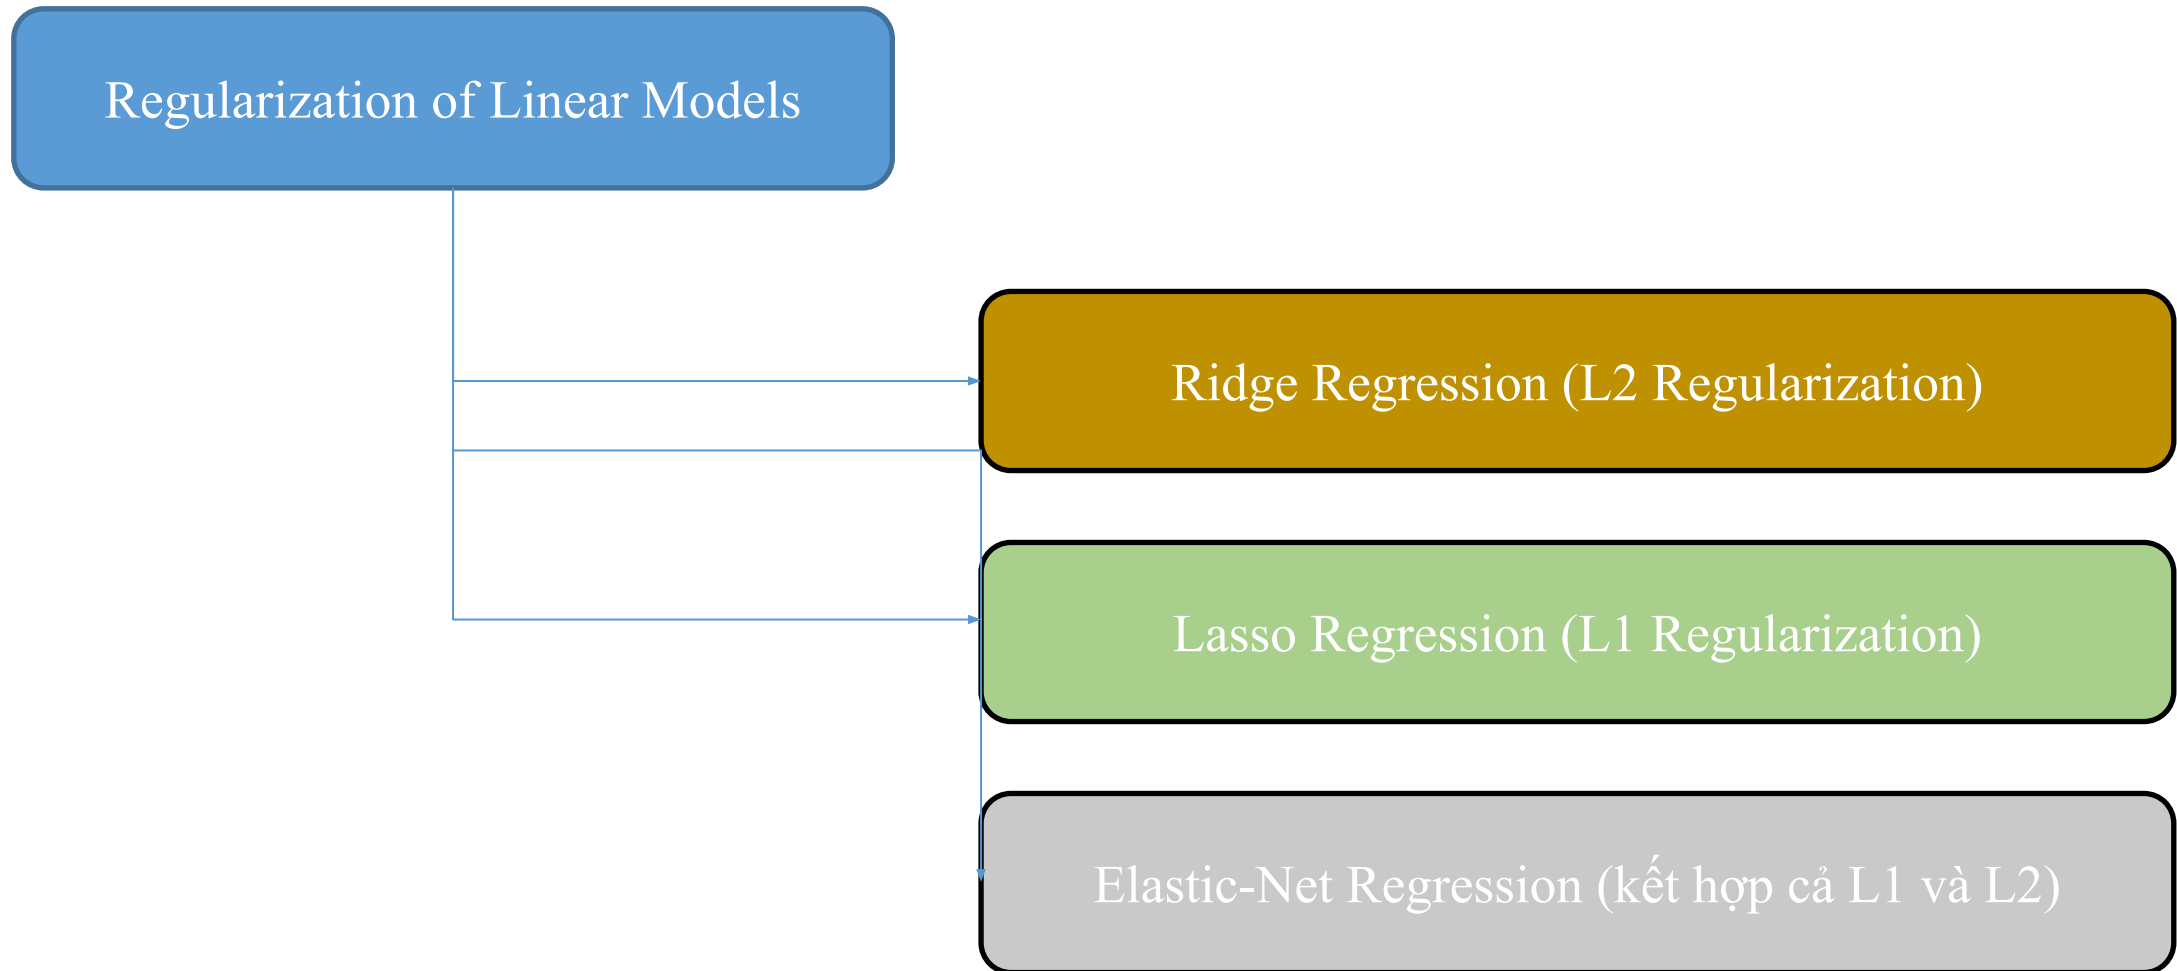 Regularization of Linear Models
Ridge Regression (L2 Regularization)
Lasso Regression (L1 Regularization)
Elastic-Net Regression (kết hợp cả L1 và L2)